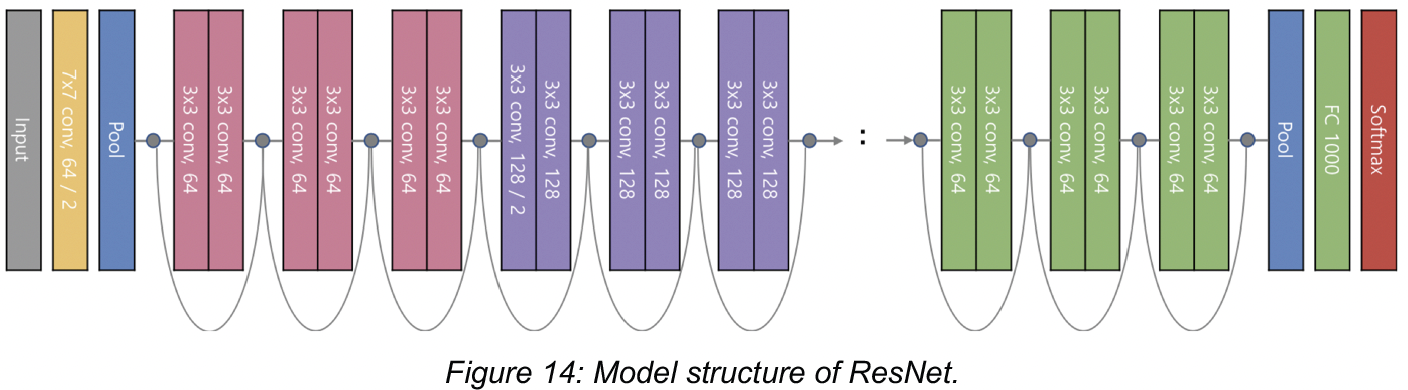 Input
7x7 conv, 64 / 2
Pool
3x3 conv, 64
3x3 conv, 64
3x3 conv, 64
3x3 conv, 64
3x3 conv, 64
3x3 conv, 64
3x3 conv, 128 / 2
3x3 conv, 128
3x3 conv, 128
3x3 conv, 128
3x3 conv, 128
3x3 conv, 128
:
3x3 conv, 64
3x3 conv, 64
3x3 conv, 64
3x3 conv, 64
3x3 conv, 64
3x3 conv, 64
Pool
FC 1000
Softmax
Figure 14: Model structure of ResNet.